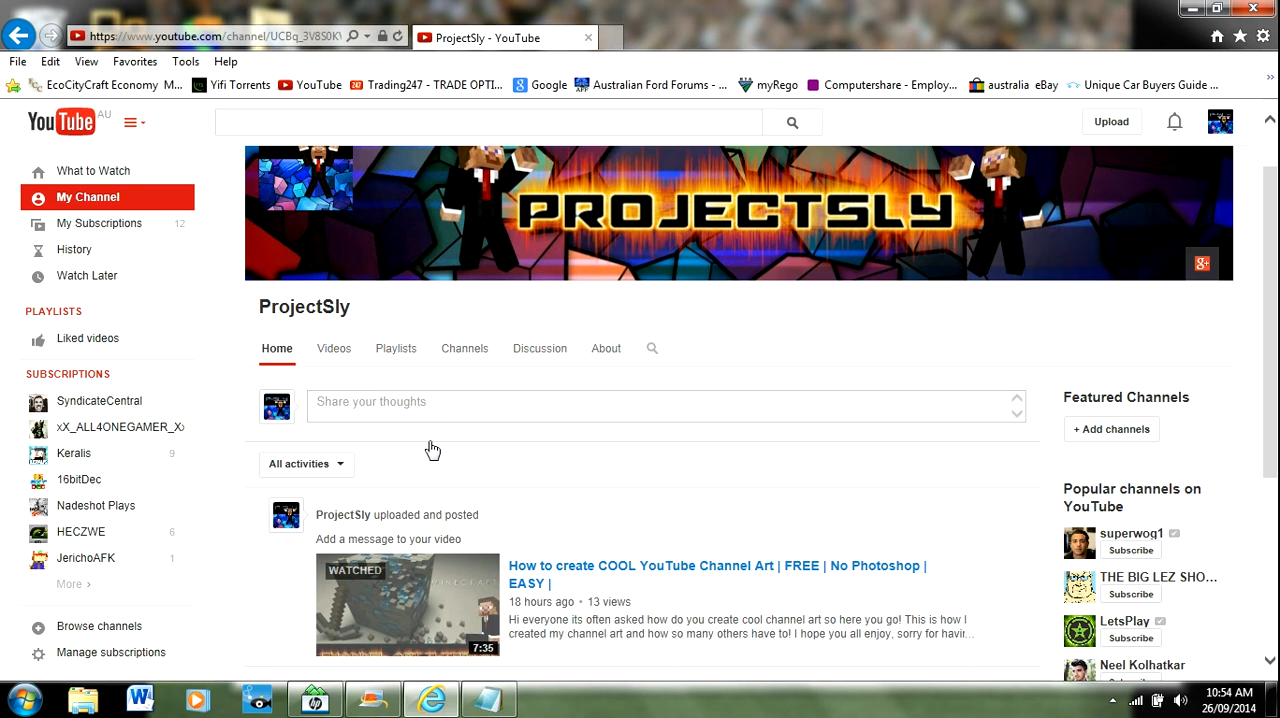 https://www.youtube.com/channel/UCBq_3V8S0K
ProjectSly - YouTube
File Edit View Favorites Tools Help
EcoCityCraft Economy M...
Yifi Torrents
YouTube
Trading247 - TRADE OPTI...
Google
Australian Ford Forums - ...
myRego
Computershare - Employ...
australia eBay
Unique Car Buyers Guide ...
YouTube AU
Upload
What to Watch
My Channel
My Subscriptions 12
History
Watch Later
PLAYLISTS
Liked videos
SUBSCRIPTIONS
SyndicateCentral
xX_ALL4ONEGAMER_X
Keralis 9
16bitDec
Nadeshot Plays
HECZWE 6
JerichoAFK 1
More ›
Browse channels
Manage subscriptions
PROJECTSLY
g+
ProjectSly
Home Videos Playlists Channels Discussion About
Share your thoughts
All activities
ProjectSly uploaded and posted
Add a message to your video
WATCHED
MINECRAFT
7:35
How to create COOL YouTube Channel Art | FREE | No Photoshop |
EASY |
18 hours ago • 13 views
Hi everyone its often asked how do you create cool channel art so here you go! This is how I
created my channel art and how so many others have to! I hope you all enjoy, sorry for havir...
Featured Channels
+ Add channels
Popular channels on
YouTube
superwog1
Subscribe
THE BIG LEZ SHO...
Subscribe
LetsPlay
Subscribe
Neel Kolhatkar
10:54 AM
26/09/2014